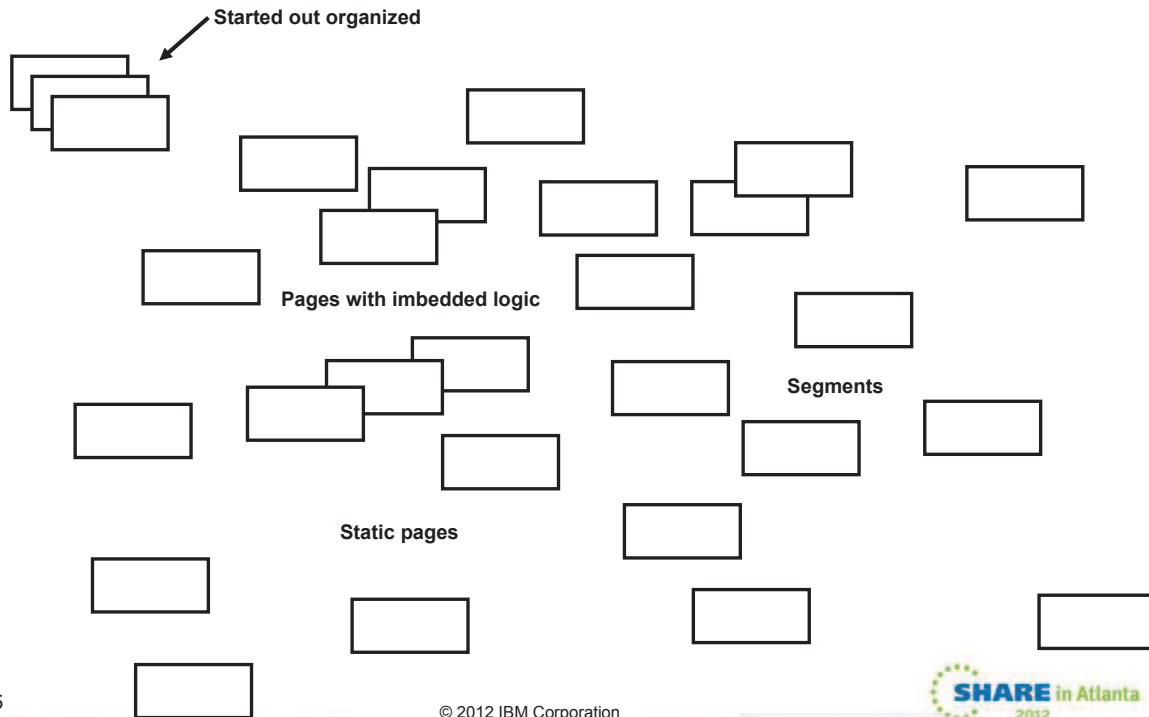 Started out organized
Pages with imbedded logic
Segments
Static pages
© 2012 IBM Corporation
SHARE in Atlanta
2012